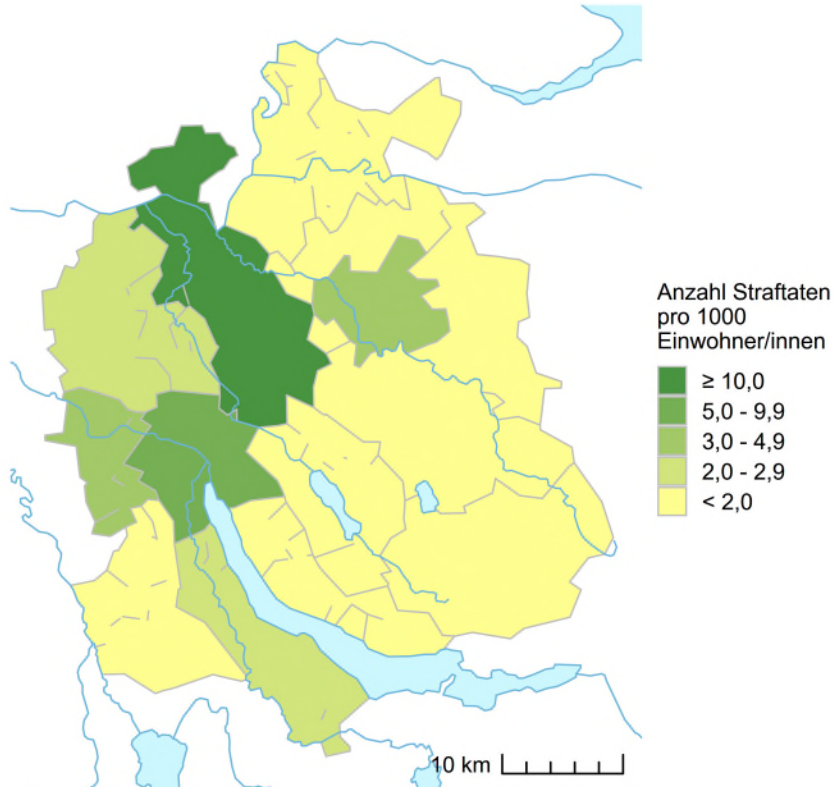 Anzahl Straftaten
pro 1000
Einwohner/innen
≥ 10,0
5,0 - 9,9
3,0 - 4,9
2,0 - 2,9
< 2,0
10 km